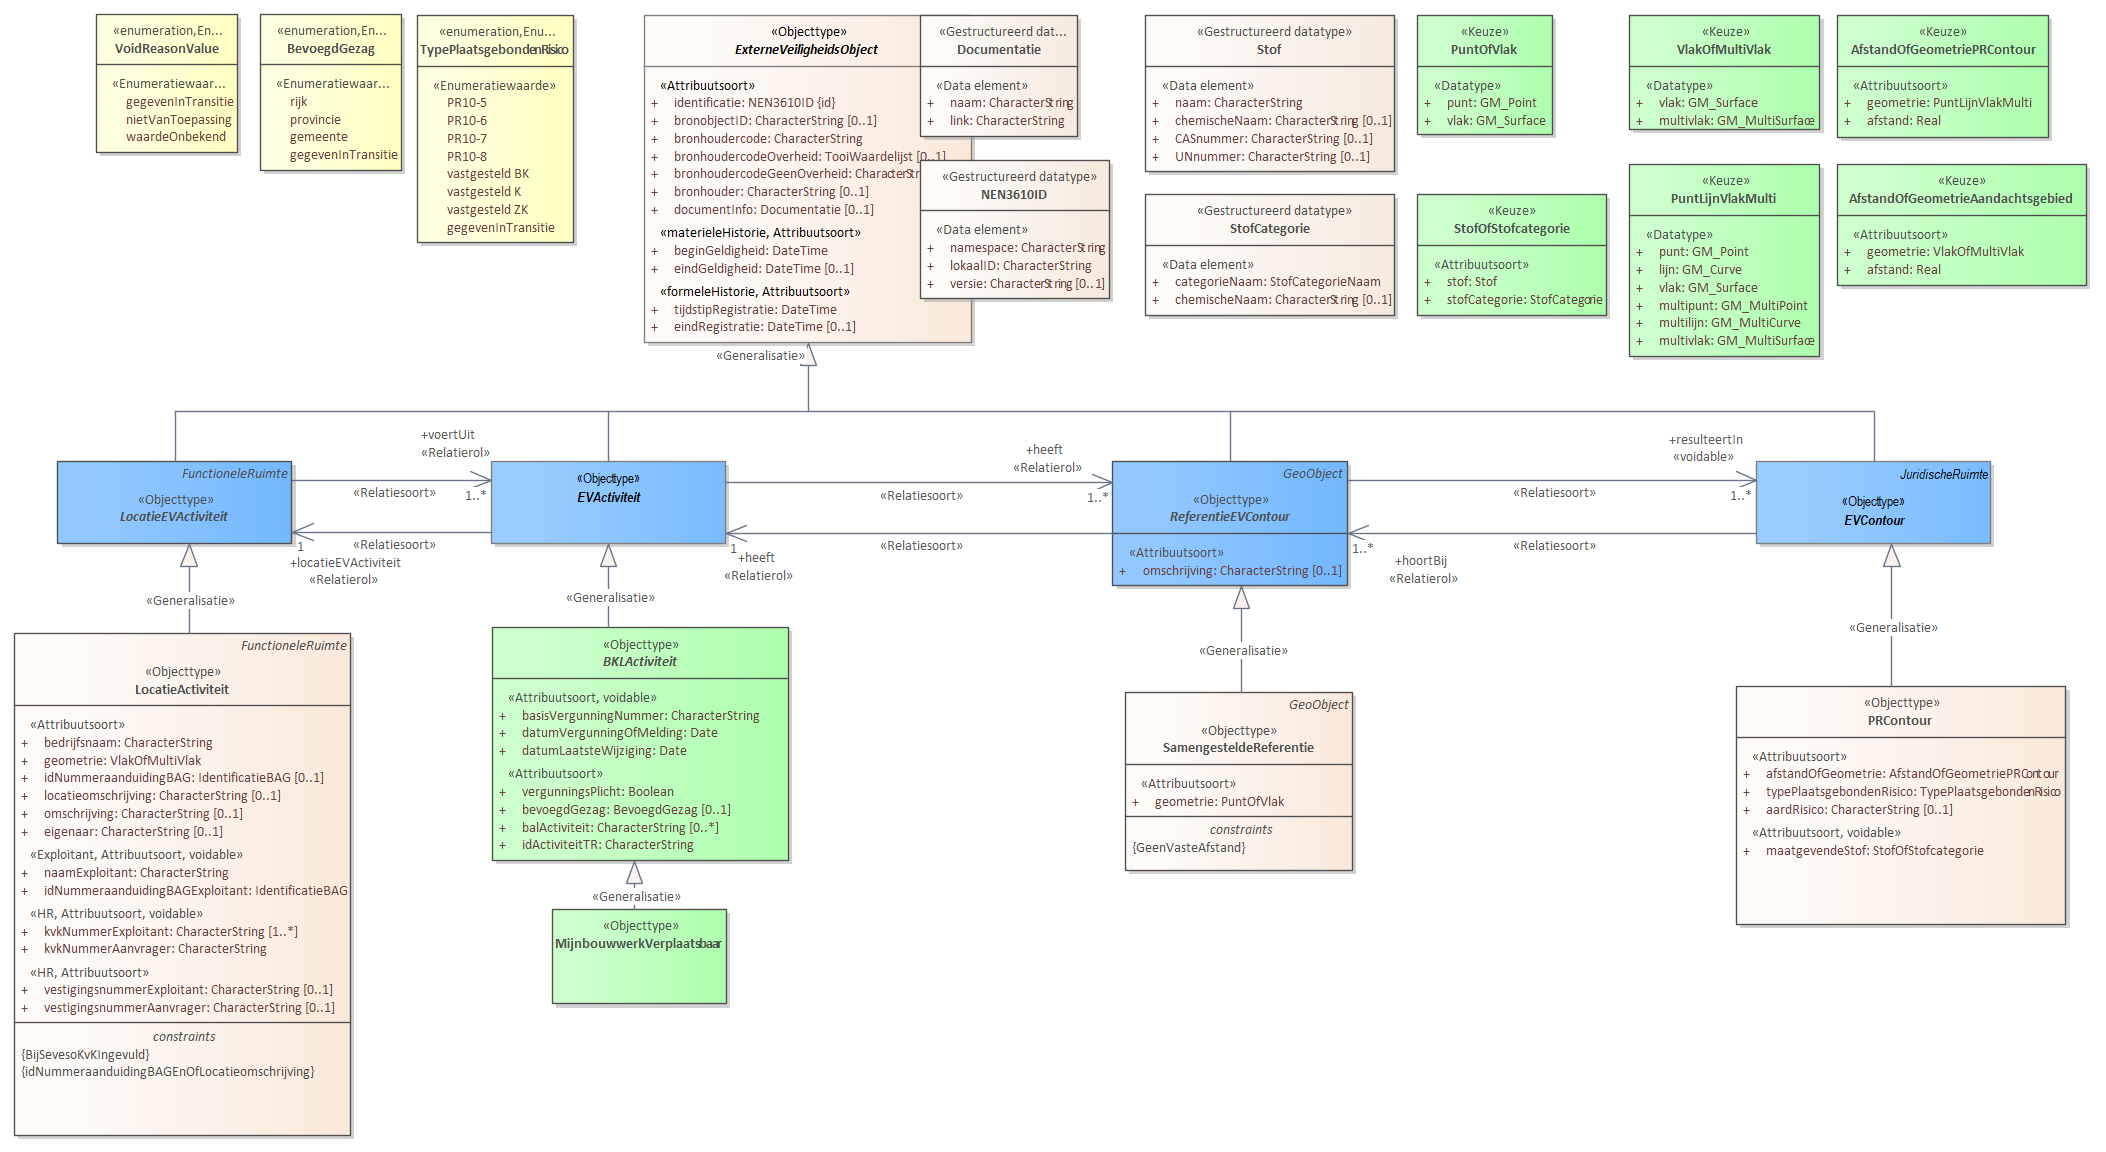 «enumeration,En...
VoidReasonValue
«Enumeratiewaar...
gegevenInTransitie
nietVanToepassing
waardeOnbekend
«enumeration,En...
BevoegdGezag
«Enumeratiewaar...
rijk
provincie
gemeente
gegevenInTransitie
«enumeration,Enu...
TypePlaatsgebondenRisico
«Enumeratiewaarde»
PR10-5
PR10-6
PR10-7
PR10-8
vastgesteld BK
vastgesteld K
vastgesteld ZK
gegevenInTransitie
«Objecttype»
ExterneVeiligheidsObject
«Attribuutsoort»
+ identificatie: NEN3610ID {id}
+ bronobjectID: CharacterString [0..1]
+ bronhoudercode: CharacterString
+ bronhoudercodeOverheid: TooiWaardelijst [0..1]
+ bronhoudercodeGeenOverheid: CharacterStr
+ bronhouder: CharacterString [0..1]
+ documentInfo: Documentatie [0..1]
«materieleHistorie, Attribuutsoort»
+ beginGeldigheid: DateTime
+ eindGeldigheid: DateTime [0..1]
«formeleHistorie, Attribuutsoort»
+ tijdstipRegistratie: DateTime
+ eindRegistratie: DateTime [0..1]
«Gestructureerd dat...
Documentatie
«Data element»
+ naam: CharacterString
+ link: CharacterString
«Gestructureerd datatype»
NEN3610ID
«Data element»
+ namespace: CharacterString
+ lokaalID: CharacterString
+ versie: CharacterString [0..1]
«Gestructureerd datatype»
Stof
«Data element»
+ naam: CharacterString
+ chemischeNaam: CharacterString [0..1]
+ CASnummer: CharacterString [0..1]
+ UNnummer: CharacterString [0..1]
«Gestructureerd datatype»
StofCategorie
«Data element»
+ categorieNaam: StofCategorieNaam
+ chemischeNaam: CharacterString [0..1]
«Keuze»
PuntOfVlak
«Datatype»
+ punt: GM_Point
+ vlak: GM_Surface
«Keuze»
StofOfStofcategorie
«Attribuutsoort»
+ stof: Stof
+ stofCategorie: StofCategorie
«Keuze»
VlakOfMultiVlak
«Datatype»
+ vlak: GM_Surface
+ multivlak: GM_MultiSurface
«Keuze»
PuntLijnVlakMulti
«Datatype»
+ punt: GM_Point
+ lijn: GM_Curve
+ vlak: GM_Surface
+ multipunt: GM_MultiPoint
+ multilijn: GM_MultiCurve
+ multivlak: GM_MultiSurface
«Keuze»
AfstandOfGeometriePRContour
«Attribuutsoort»
+ geometrie: PuntLijnVlakMulti
+ afstand: Real
«Keuze»
AfstandOfGeometrieAandachtsgebied
«Attribuutsoort»
+ geometrie: VlakOfMultiVlak
+ afstand: Real
«Generalisatie»
FunctioneleRuimte
«Objecttype»
LocatieEVActiviteit
+voertUit
«Relatierol»
«Relatiesoort»
1..*
«Relatiesoort»
1
+locatieEVActiviteit
«Relatierol»
«Objecttype»
EVActiviteit
+heeft
«Relatierol»
«Relatiesoort»
1..*
«Relatiesoort»
1
+heeft
«Relatierol»
GeoObject
«Objecttype»
ReferentieEVContour
«Attribuutsoort»
+ omschrijving: CharacterString [0..1]
+resulteertIn
«voidable»
«Relatiesoort»
1..*
«Relatiesoort»
1..*
+hoortBij
«Relatierol»
JuridischeRuimte
«Objecttype»
EVContour
«Generalisatie»
FunctioneleRuimte
«Objecttype»
LocatieActiviteit
«Attribuutsoort»
+ bedrijfsnaam: CharacterString
+ geometrie: VlakOfMultiVlak
+ idNummeraanduidingBAG: IdentificatieBAG [0..1]
+ locatieomschrijving: CharacterString [0..1]
+ omschrijving: CharacterString [0..1]
+ eigenaar: CharacterString [0..1]
«Exploitant, Attribuutsoort, voidable»
+ naamExploitant: CharacterString
+ idNummeraanduidingBAGExploitant: IdentificatieBAG
«HR, Attribuutsoort, voidable»
+ kvkNummerExploitant: CharacterString [1..*]
+ kvkNummerAanvrager: CharacterString
«HR, Attribuutsoort»
+ vestigingsnummerExploitant: CharacterString [0..1]
+ vestigingsnummerAanvrager: CharacterString [0..1]
constraints
{BijSevesoKvKIngevuld}
{idNummeraanduidingBAGEnOfLocatieomschrijving}
«Generalisatie»
«Objecttype»
BKLActiviteit
«Attribuutsoort, voidable»
+ basisVergunningNummer: CharacterString
+ datumVergunningOfMelding: Date
+ datumLaatsteWijziging: Date
«Attribuutsoort»
+ vergunningsPlicht: Boolean
+ bevoegdGezag: BevoegdGezag [0..1]
+ balActiviteit: CharacterString [0..*]
+ idActiviteitTR: CharacterString
«Generalisatie»
«Objecttype»
MijnbouwwerkVerplaatsbaar
«Generalisatie»
GeoObject
«Objecttype»
SamengesteldeReferentie
«Attribuutsoort»
+ geometrie: PuntOfVlak
constraints
{GeenVasteAfstand}
«Generalisatie»
«Objecttype»
PRContour
«Attribuutsoort»
+ afstandOfGeometrie: AfstandOfGeometriePRContour
+ typePlaatsgebondenRisico: TypePlaatsgebondenRisico
+ aardRisico: CharacterString [0..1]
«Attribuutsoort, voidable»
+ maatgevendeStof: StofOfStofcategorie